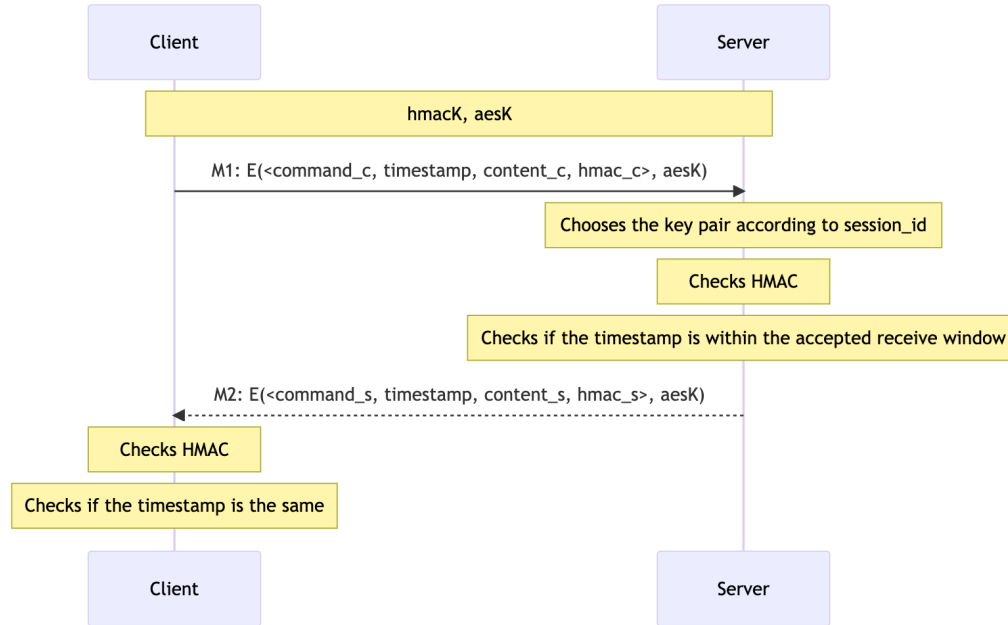 Client Server
hmacK, aesK
M1: E(<command_c, timestamp, content_c, hmac_c>, aesK)
Chooses the key pair according to session_id
Checks HMAC
Checks if the timestamp is within the accepted receive window
M2: E(<command_s, timestamp, content_s, hmac_s>, aesK)
Checks HMAC
Checks if the timestamp is the same
Client Server